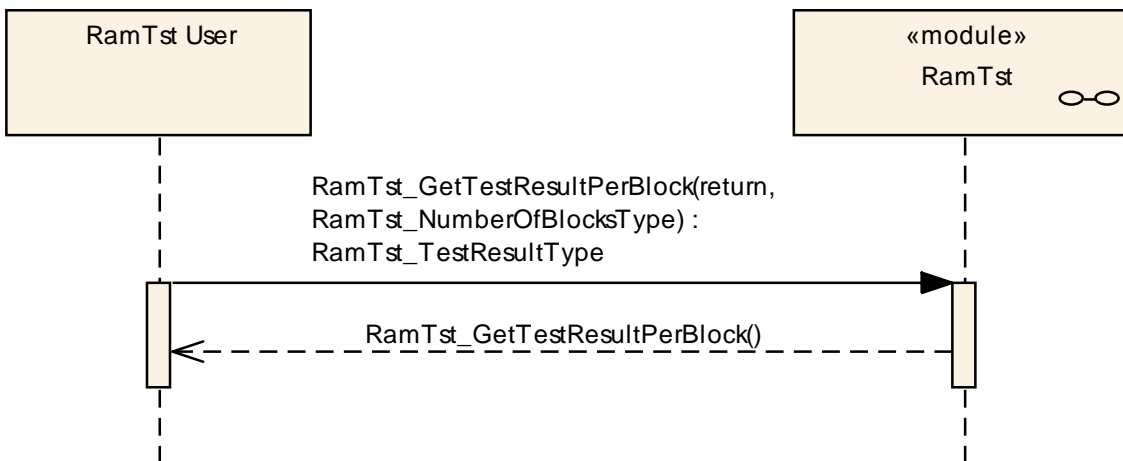 RamTst User
«module»
RamTst
RamTst_GetTestResultPerBlock(return,
RamTst_NumberOfBlocksType) :
RamTst_TestResultType
RamTst_GetTestResultPerBlock()